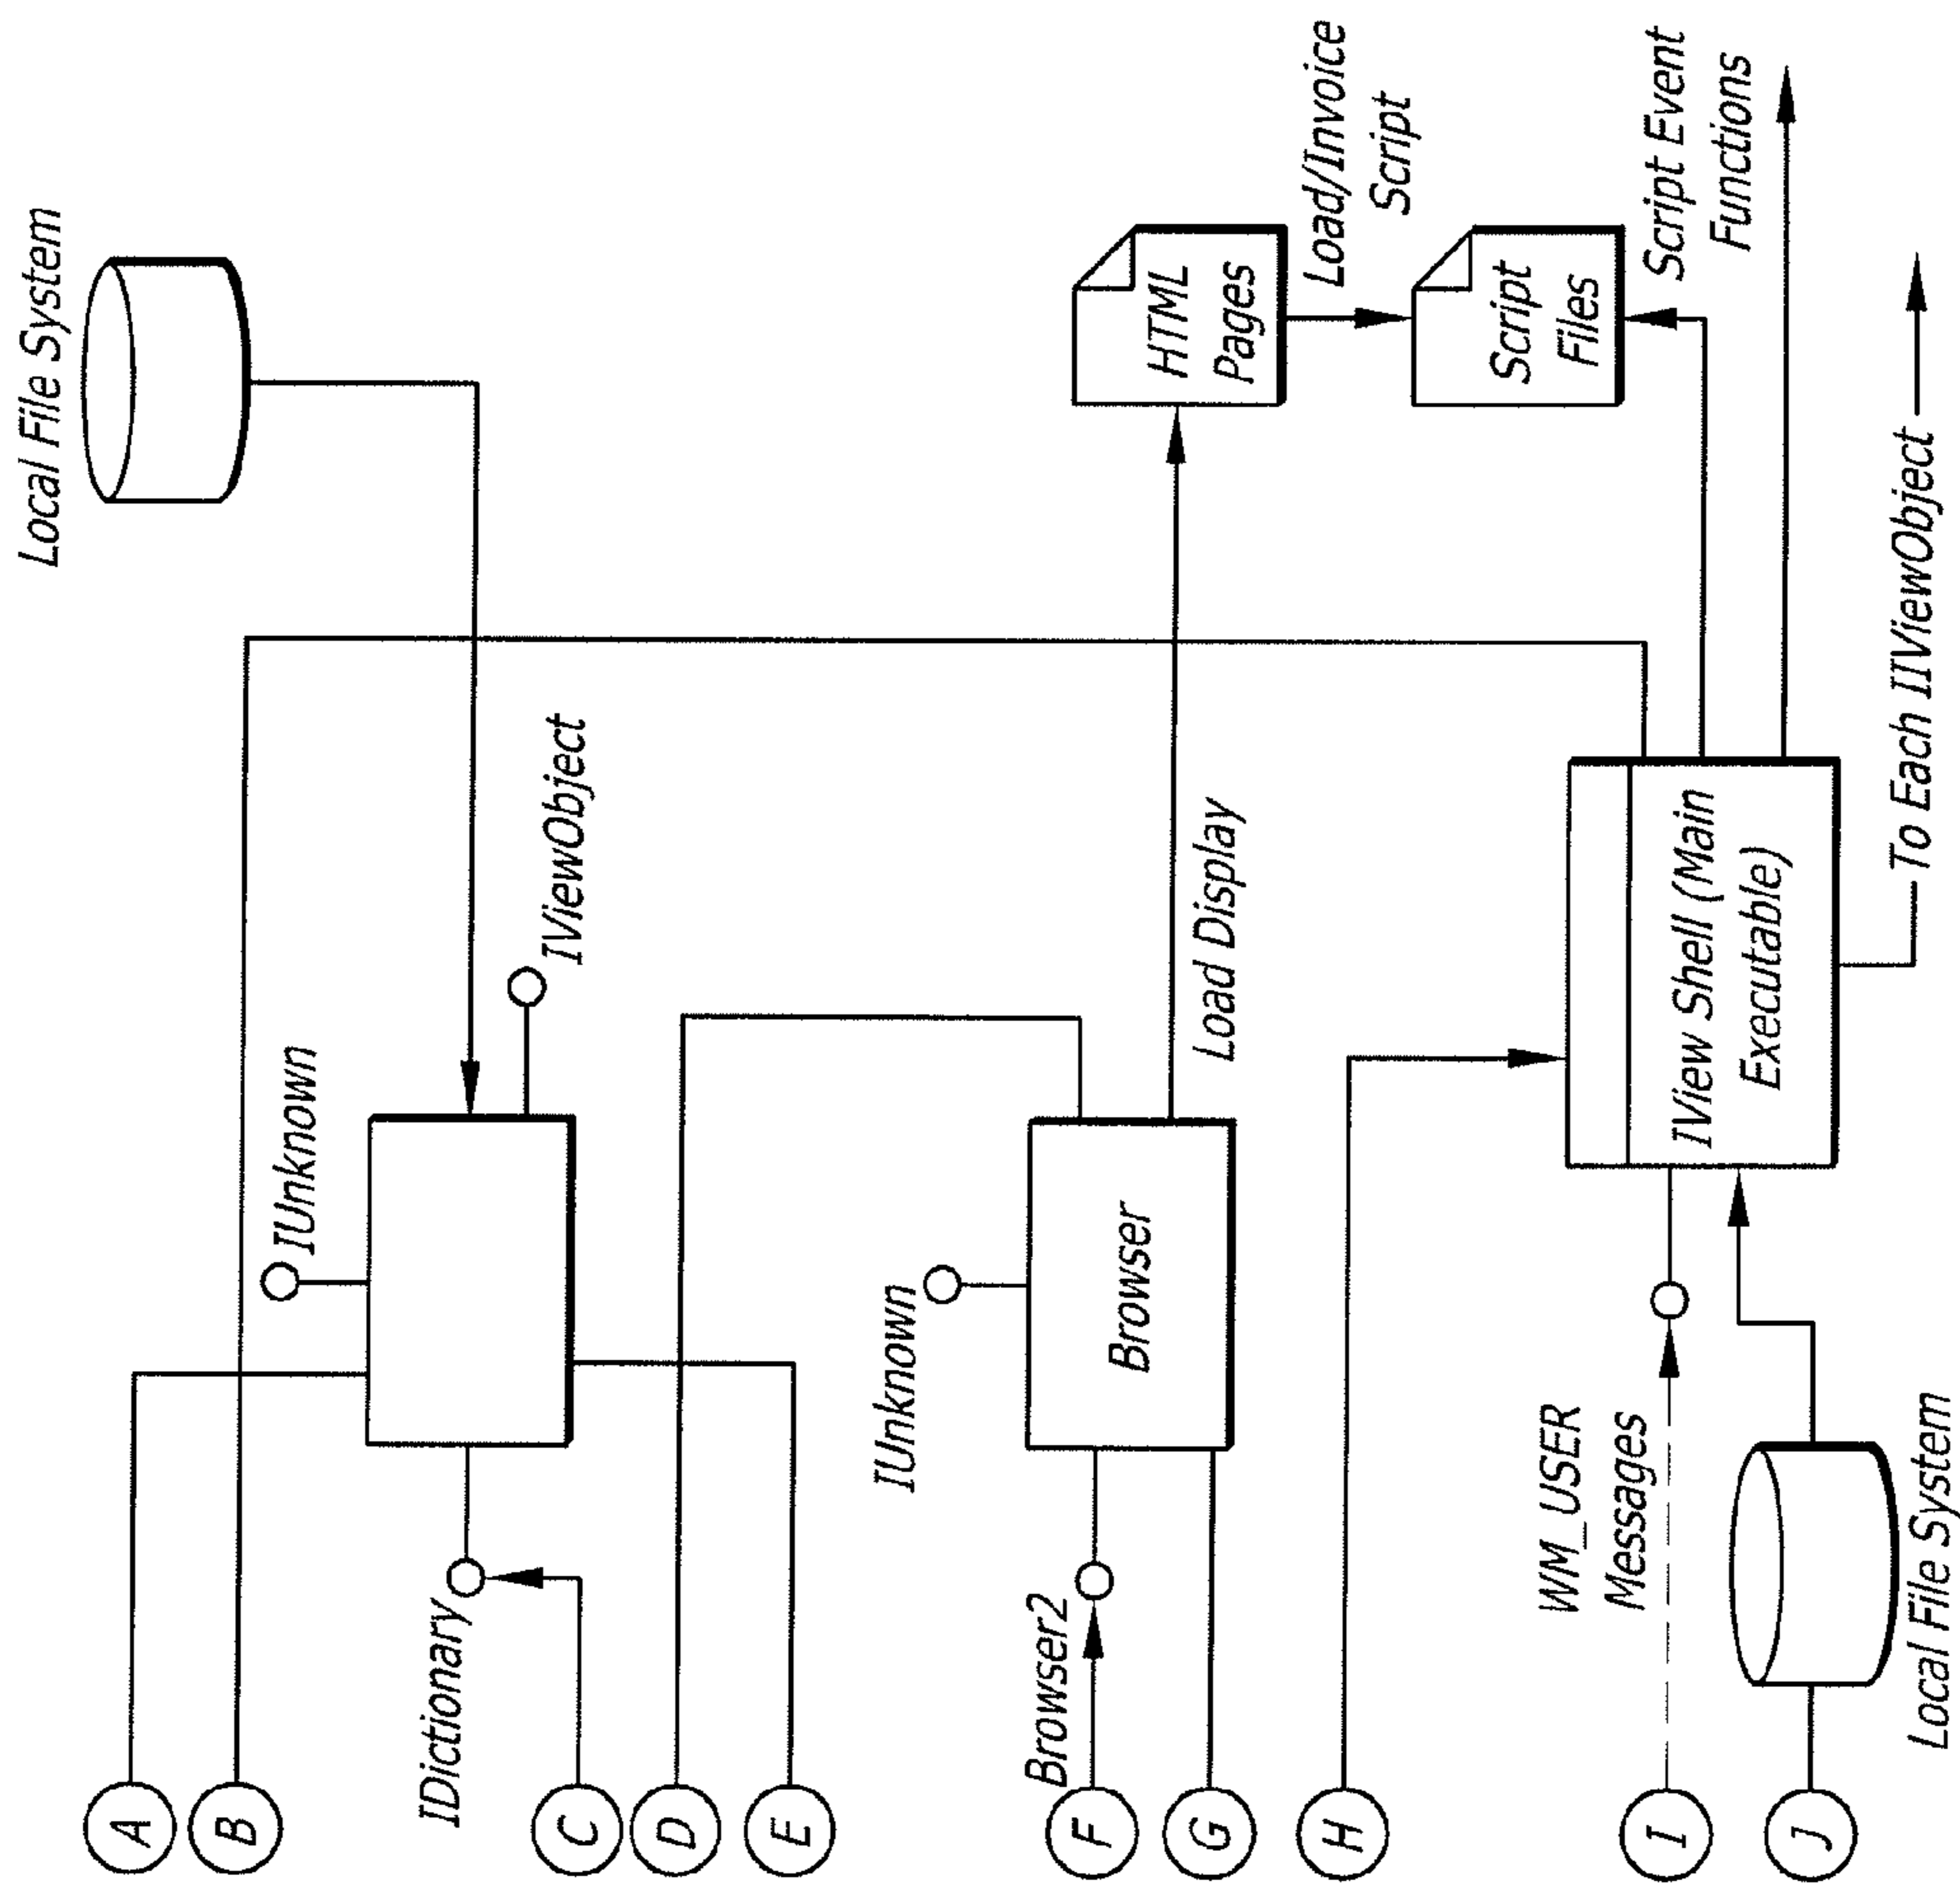 Local File System
A
B
IUnknown
IViewObject
IDictionary
C
D
E
IUnknown
Browser
Browser2
F
G
Load Display
HTML
Pages
Load/Invoice
Script
Script
Files
Script Event
Functions
H
IView Shell (Main
Executable)
WM_USER
Messages
I
J
Local File System
To Each IIViewObject